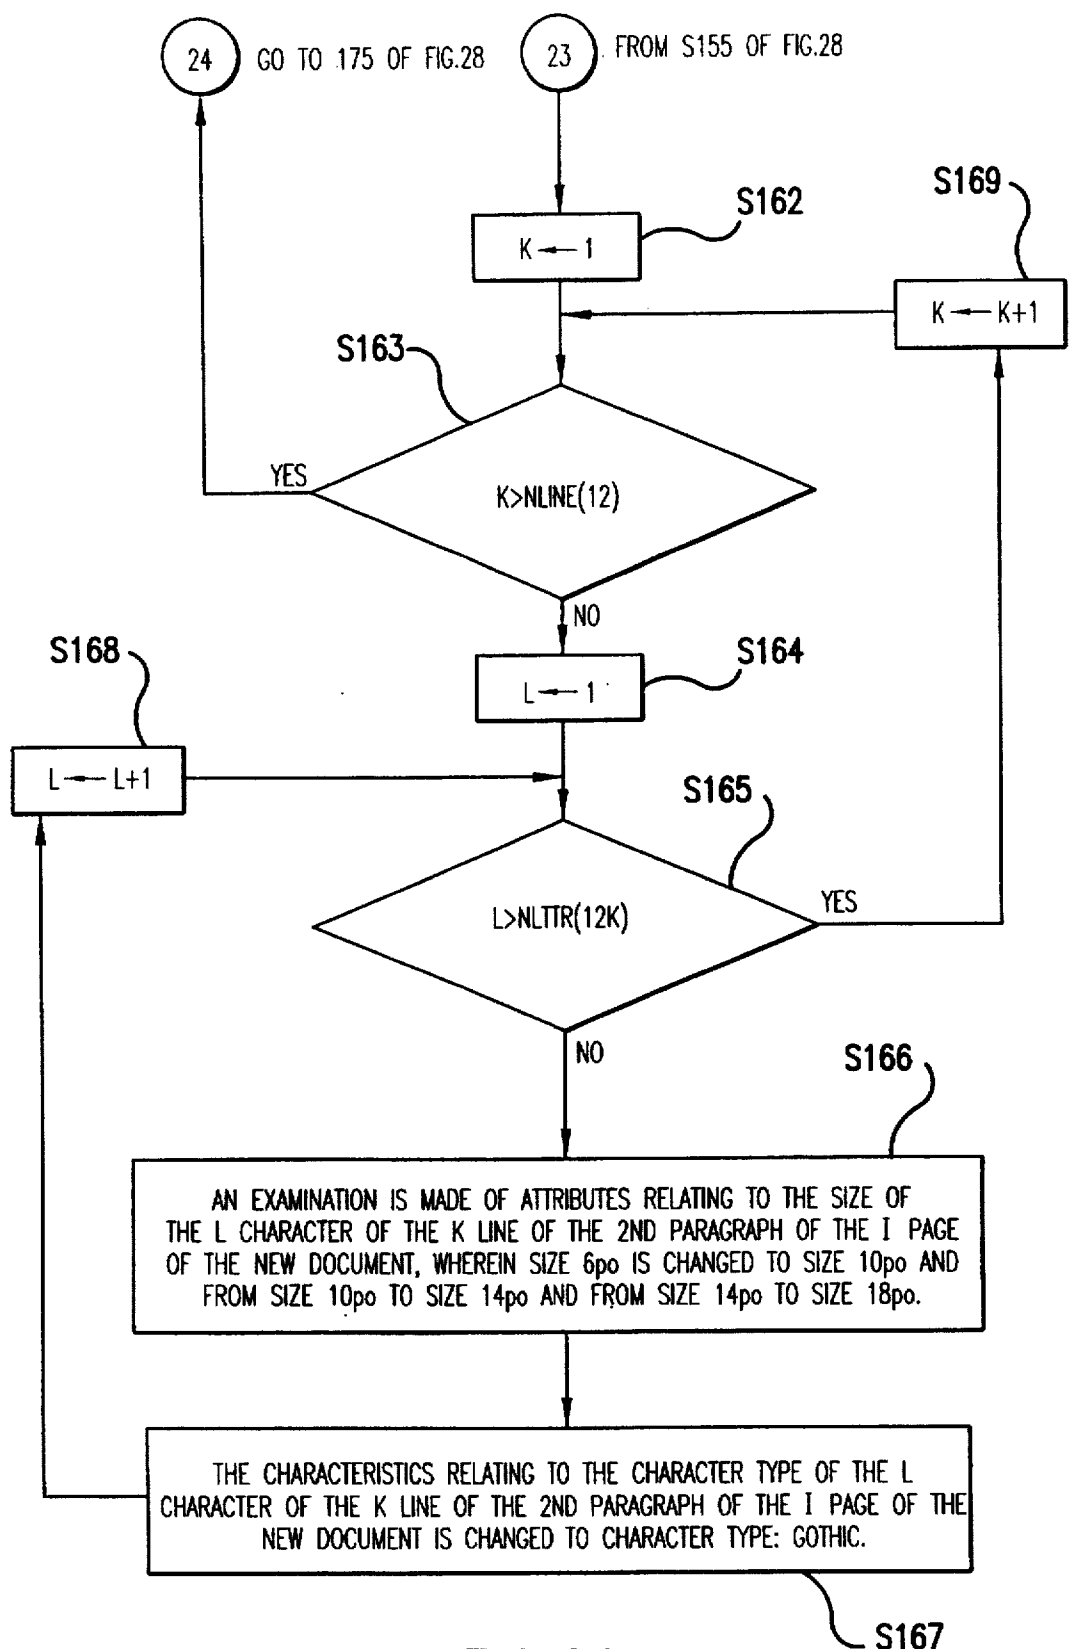 24 GO TO 175 OF FIG.28
23 FROM S155 OF FIG.28
S162
K ← 1
S169
K ← K+1
S163
YES
K>NLINE(12)
NO
S164
L ← 1
S168
L ← L+1
S165
L>NLTTR(12K)
YES
NO
S166
AN EXAMINATION IS MADE OF ATTRIBUTES RELATING TO THE SIZE OF
THE L CHARACTER OF THE K LINE OF THE 2ND PARAGRAPH OF THE I PAGE
OF THE NEW DOCUMENT, WHEREIN SIZE 6po IS CHANGED TO SIZE 10po AND
FROM SIZE 10po TO SIZE 14po AND FROM SIZE 14po TO SIZE 18po.
THE CHARACTERISTICS RELATING TO THE CHARACTER TYPE OF THE L
CHARACTER OF THE K LINE OF THE 2ND PARAGRAPH OF THE I PAGE OF THE
NEW DOCUMENT IS CHANGED TO CHARACTER TYPE: GOTHIC.
S167